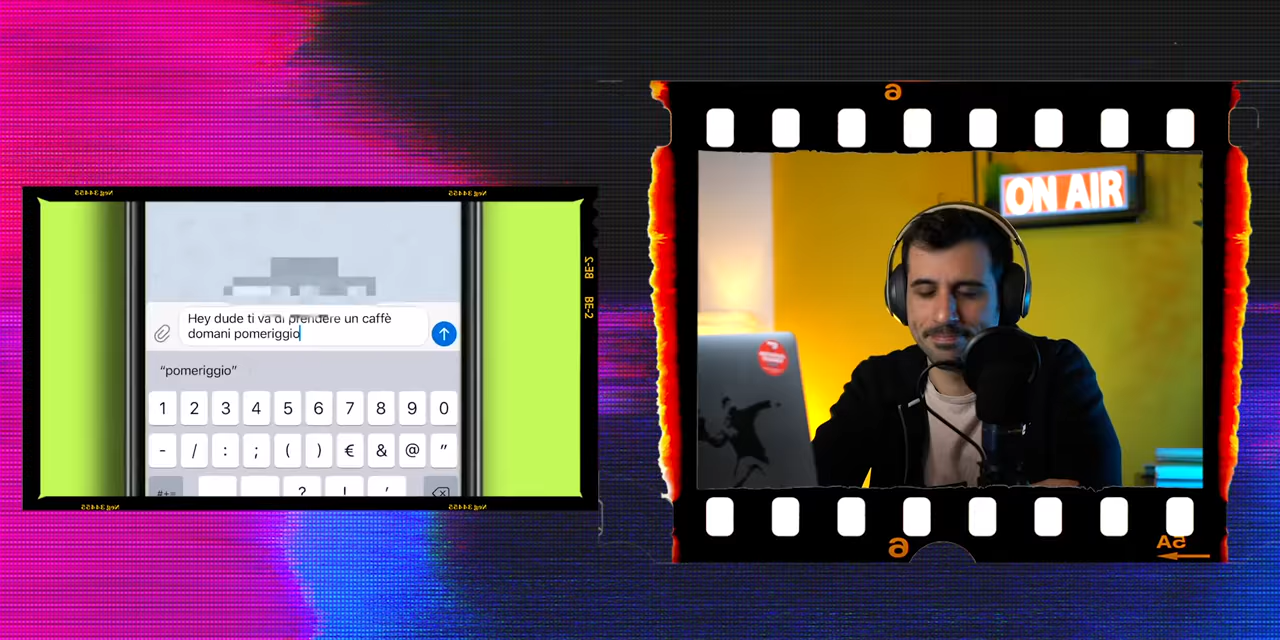 ON AIR
Hey dude ti va di prendere un caffè
domani pomeriggio
“pomeriggio”
1 2 3 4 5 6 7 8 9 0
- / : ; ( ) € & @ ”
#+= ? ! ’